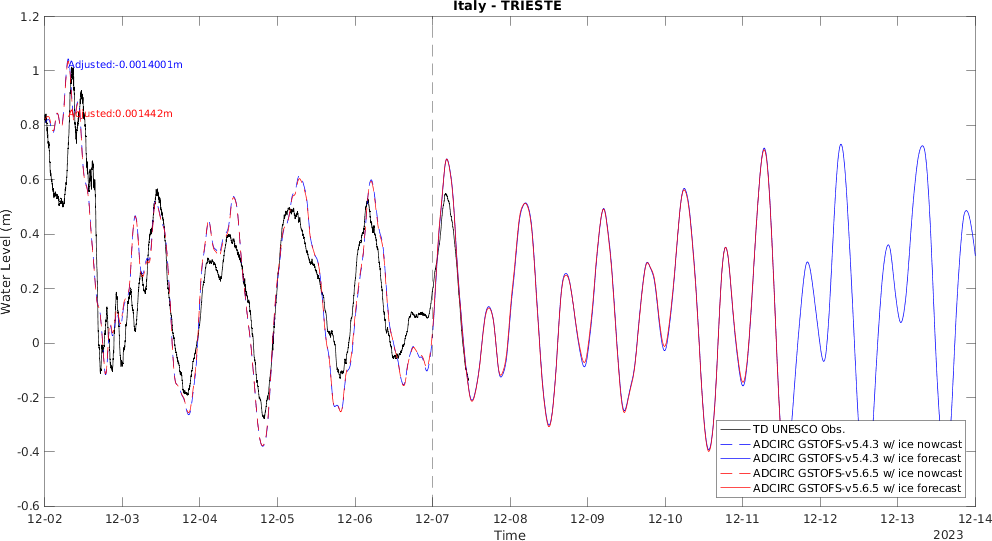 Italy - TRIESTE
1.2
1
0.8
0.6
0.4
0.2
0
-0.2
-0.4
-0.6
Water Level (m)
Adjusted:-0.0014001m
Adjusted:0.001442m
TD UNESCO Obs.
ADCIRC GSTOFS-v5.4.3 w/ ice nowcast
ADCIRC GSTOFS-v5.4.3 w/ ice forecast
ADCIRC GSTOFS-v5.6.5 w/ ice nowcast
ADCIRC GSTOFS-v5.6.5 w/ ice forecast
12-02 12-03 12-04 12-05 12-06 12-07 12-08 12-09 12-10 12-11 12-12 12-13 12-14
Time
2023